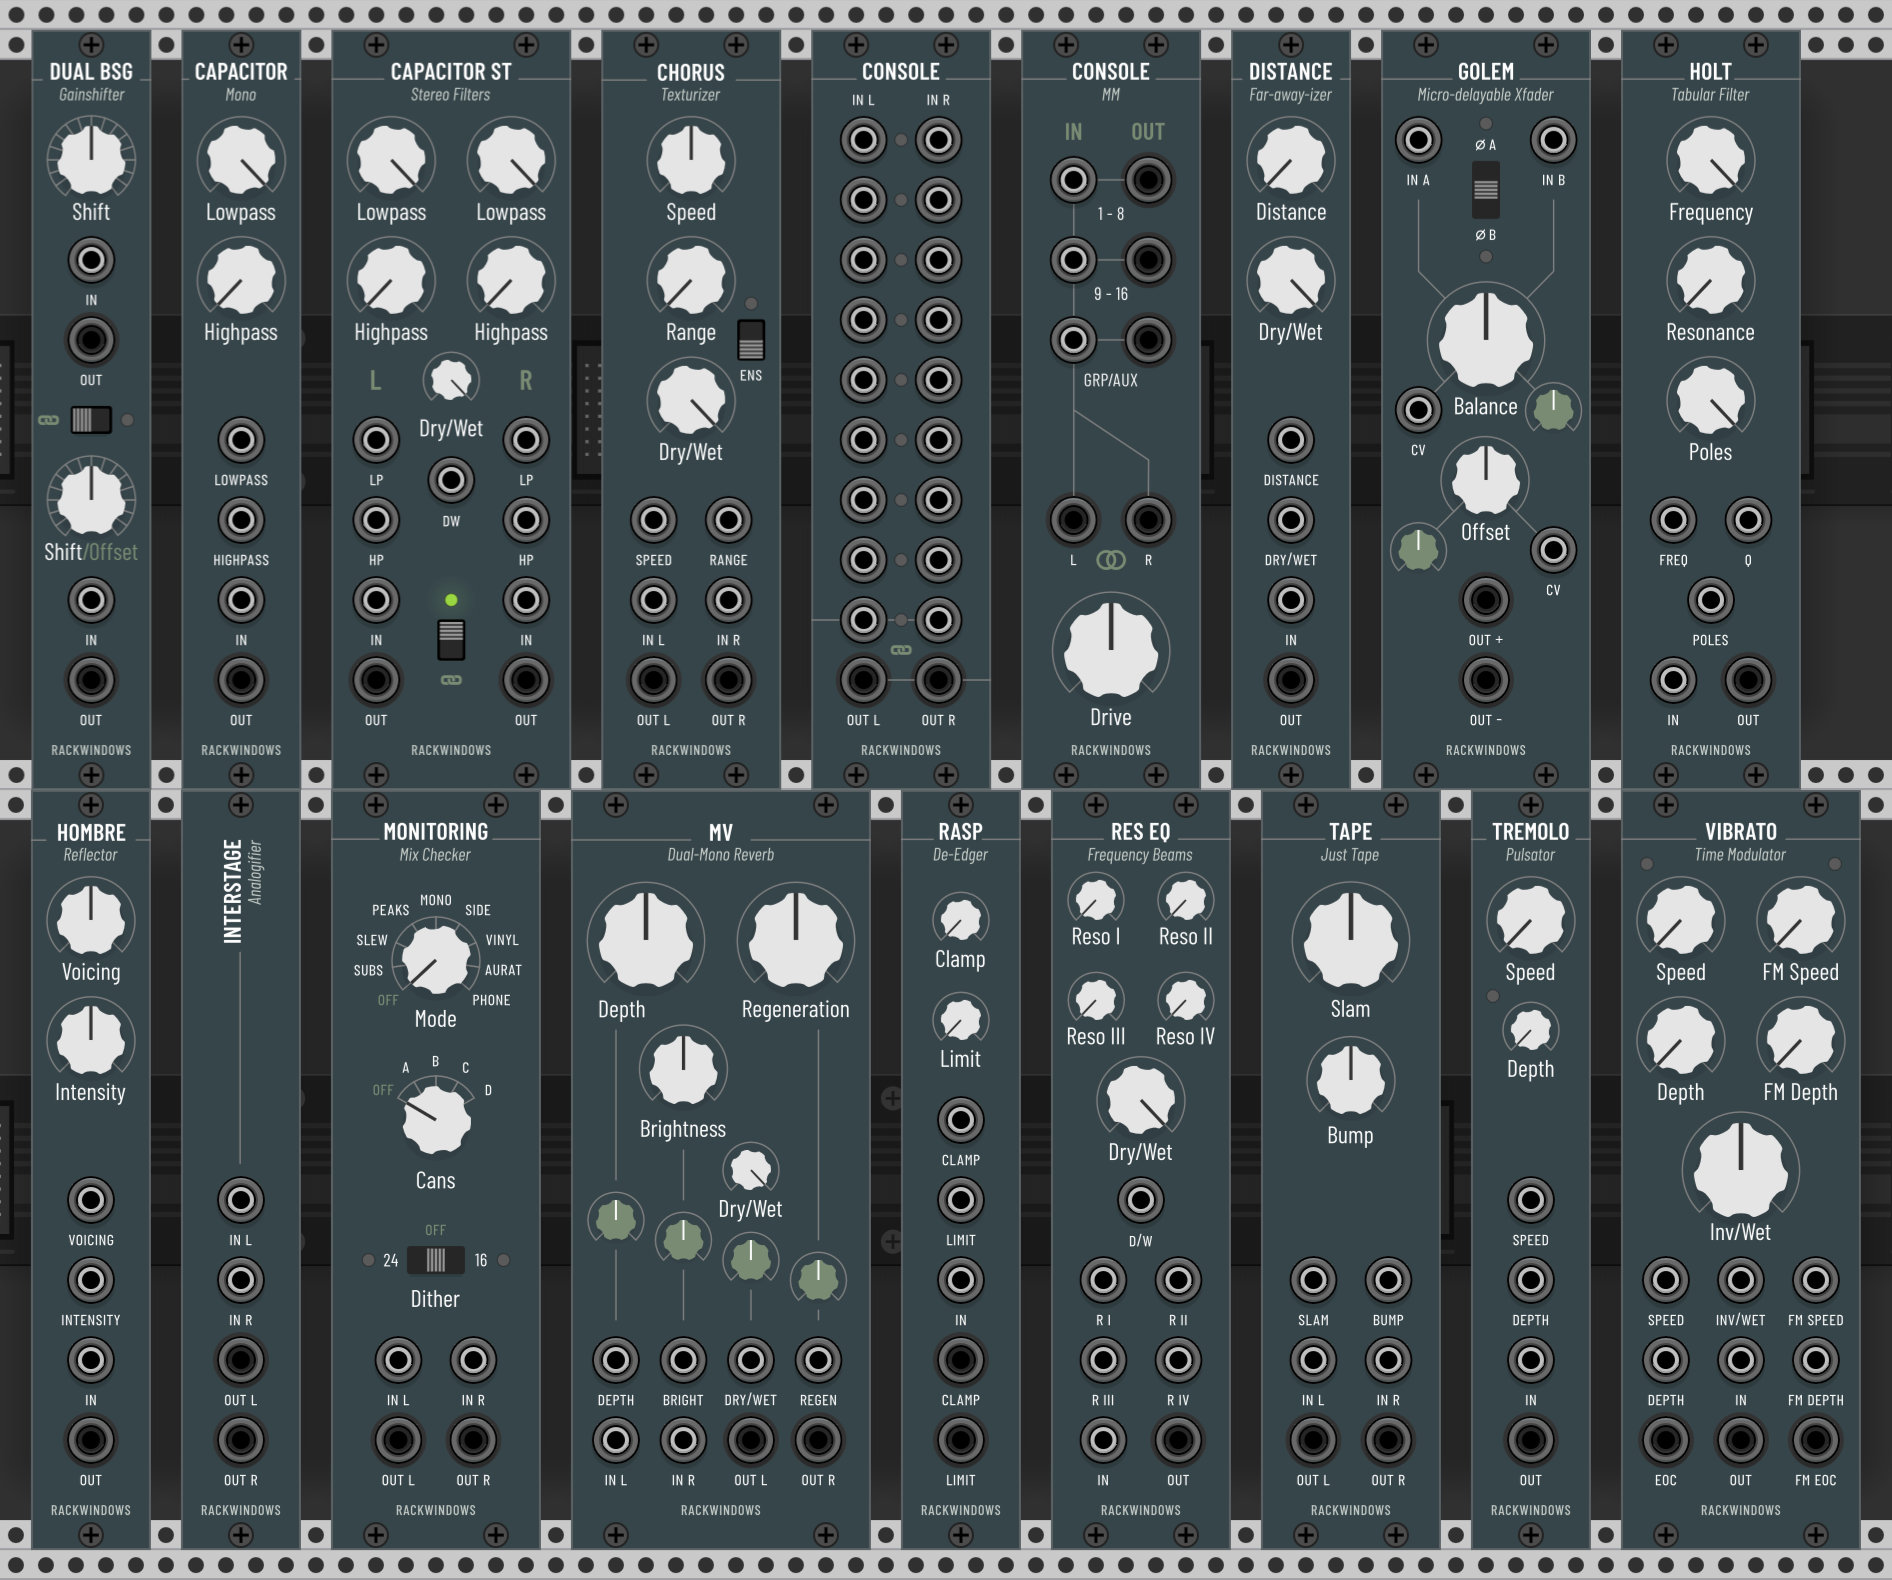 DUAL BSG
Gainshifter
Shift
IN
OUT
Shift/Offset
IN
OUT
RACKWINDOWS
CAPACITOR
Mono
Lowpass
Highpass
LOWPASS
HIGHPASS
IN
OUT
RACKWINDOWS
CAPACITOR ST
Stereo Filters
Lowpass Lowpass
Highpass Highpass
L R
Dry/Wet
LP LP
DW
HP HP
IN IN
OUT OUT
RACKWINDOWS
CHORUS
Texturizer
Speed
Range
ENS
Dry/Wet
SPEED RANGE
IN L IN R
OUT L OUT R
RACKWINDOWS
CONSOLE
IN L IN R
OUT L OUT R
RACKWINDOWS
CONSOLE
MM
IN OUT
1 - 8
9 - 16
GRP/AUX
L R
Drive
RACKWINDOWS
DISTANCE
Far-away-izer
Distance
Dry/Wet
DISTANCE
DRY/WET
IN
OUT
RACKWINDOWS
GOLEM
Micro-delayable Xfader
Ø A
IN A IN B
Ø B
Balance
CV
Offset
CV
OUT +
OUT -
RACKWINDOWS
HOLT
Tabular Filter
Frequency
Resonance
Poles
FREQ Q
POLES
IN OUT
RACKWINDOWS
HOMBRE
Reflector
Voicing
Intensity
VOICING
INTENSITY
IN
OUT
RACKWINDOWS
INTERSTAGE
Analogifier
IN L
IN R
OUT L
OUT R
RACKWINDOWS
MONITORING
Mix Checker
MONO
PEAKS SIDE
SLEW VINYL
SUBS AURAT
OFF PHONE
Mode
B
A C
OFF D
Cans
OFF
24 16
Dither
IN L IN R
OUT L OUT R
RACKWINDOWS
MV
Dual-Mono Reverb
Depth Regeneration
Brightness
Dry/Wet
DEPTH BRIGHT DRY/WET REGEN
IN L IN R OUT L OUT R
RACKWINDOWS
RASP
De-Edger
Clamp
Limit
CLAMP
LIMIT
IN
CLAMP
LIMIT
RACKWINDOWS
RES EQ
Frequency Beams
Reso I Reso II
Reso III Reso IV
Dry/Wet
D/W
R I R II
R III R IV
IN OUT
RACKWINDOWS
TAPE
Just Tape
Slam
Bump
SLAM BUMP
IN L IN R
OUT L OUT R
RACKWINDOWS
TREMOLO
Pulsator
Speed
Depth
SPEED
DEPTH
IN
OUT
RACKWINDOWS
VIBRATO
Time Modulator
Speed FM Speed
Depth FM Depth
Inv/Wet
SPEED INV/WET FM SPEED
DEPTH IN FM DEPTH
EOC OUT FM EOC
RACKWINDOWS